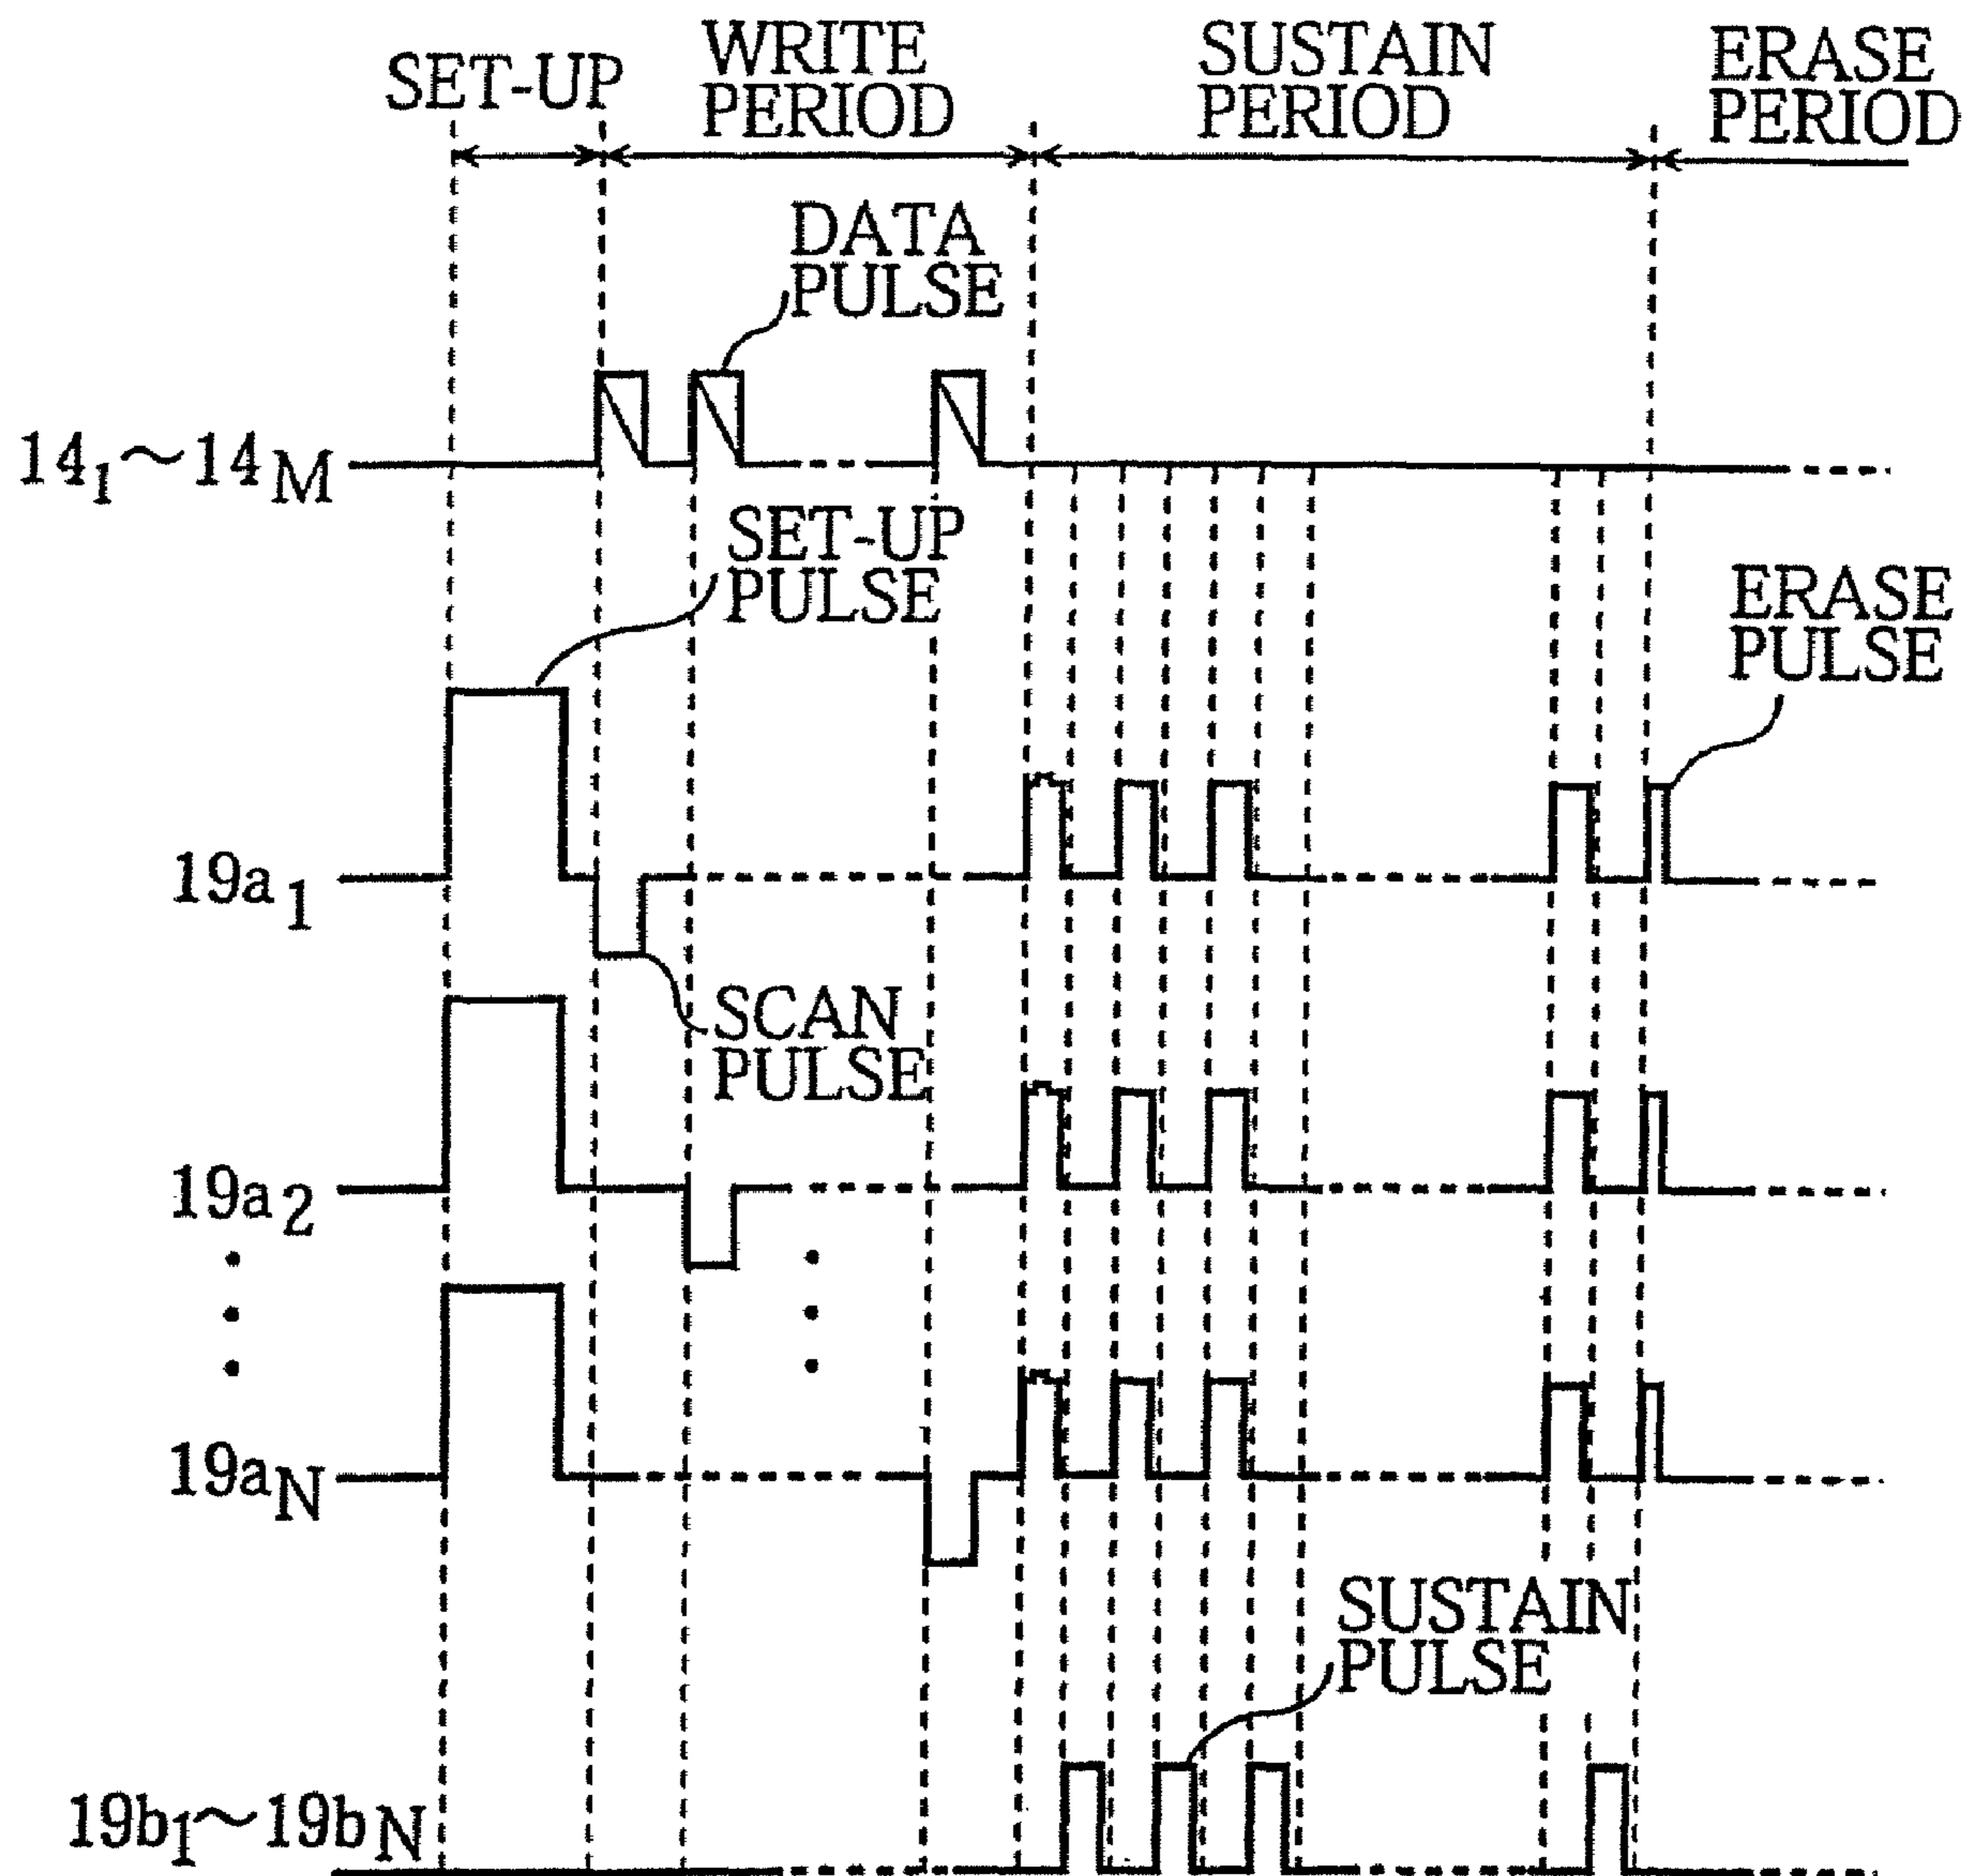 SET-UP
WRITE
PERIOD
SUSTAIN
PERIOD
ERASE
PERIOD
DATA
PULSE
14₁～14M
SET-UP
PULSE
ERASE
PULSE
19a₁
SCAN
PULSE
19a₂
19aN
SUSTAIN
PULSE
19b₁～19bN